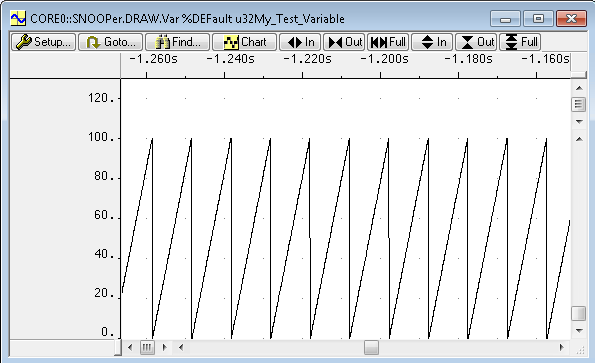 CORE0::SNOOPer.DRAW.Var %DEFault u32My_Test_Variable
Setup... Goto... Find... Chart In Out Full In Out Full
-1.260s -1.240s -1.220s -1.200s -1.180s -1.160s
120.
100.
80.
60.
40.
20.
0.